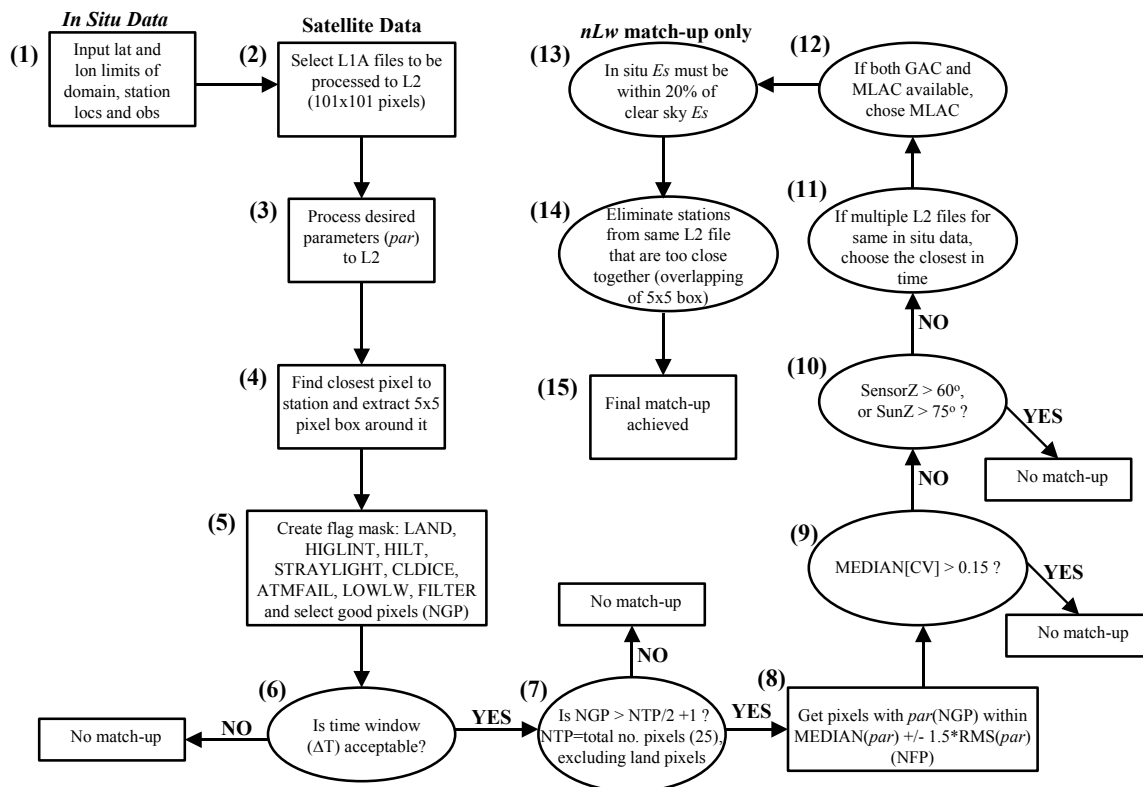 In Situ Data
(1)
Input lat and
lon limits of
domain, station
locs and obs
Satellite Data
(2)
Select L1A files to be
processed to L2
(101x101 pixels)
(3)
Process desired
parameters (par)
to L2
(4)
Find closest pixel to
station and extract 5x5
pixel box around it
(5)
Create flag mask: LAND,
HIGLINT, HILT,
STRAYLIGHT, CLDICE,
ATMFAIL, LOWLW, FILTER
and select good pixels (NGP)
(6)
Is time window
(ΔT) acceptable?
NO
No match-up
YES
(7)
Is NGP > NTP/2 +1 ?
NTP=total no. pixels (25),
excluding land pixels
NO
No match-up
YES
(8)
Get pixels with par(NGP) within
MEDIAN(par) +/- 1.5*RMS(par)
(NFP)
(9)
MEDIAN[CV] > 0.15 ?
YES
No match-up
NO
(10)
SensorZ > 60o,
or SunZ > 75o ?
YES
No match-up
NO
(11)
If multiple L2 files for
same in situ data,
choose the closest in
time
(12)
If both GAC and
MLAC available,
chose MLAC
nLw match-up only
(13)
In situ Es must be
within 20% of
clear sky Es
(14)
Eliminate stations
from same L2 file
that are too close
together (overlapping
of 5x5 box)
(15)
Final match-up
achieved